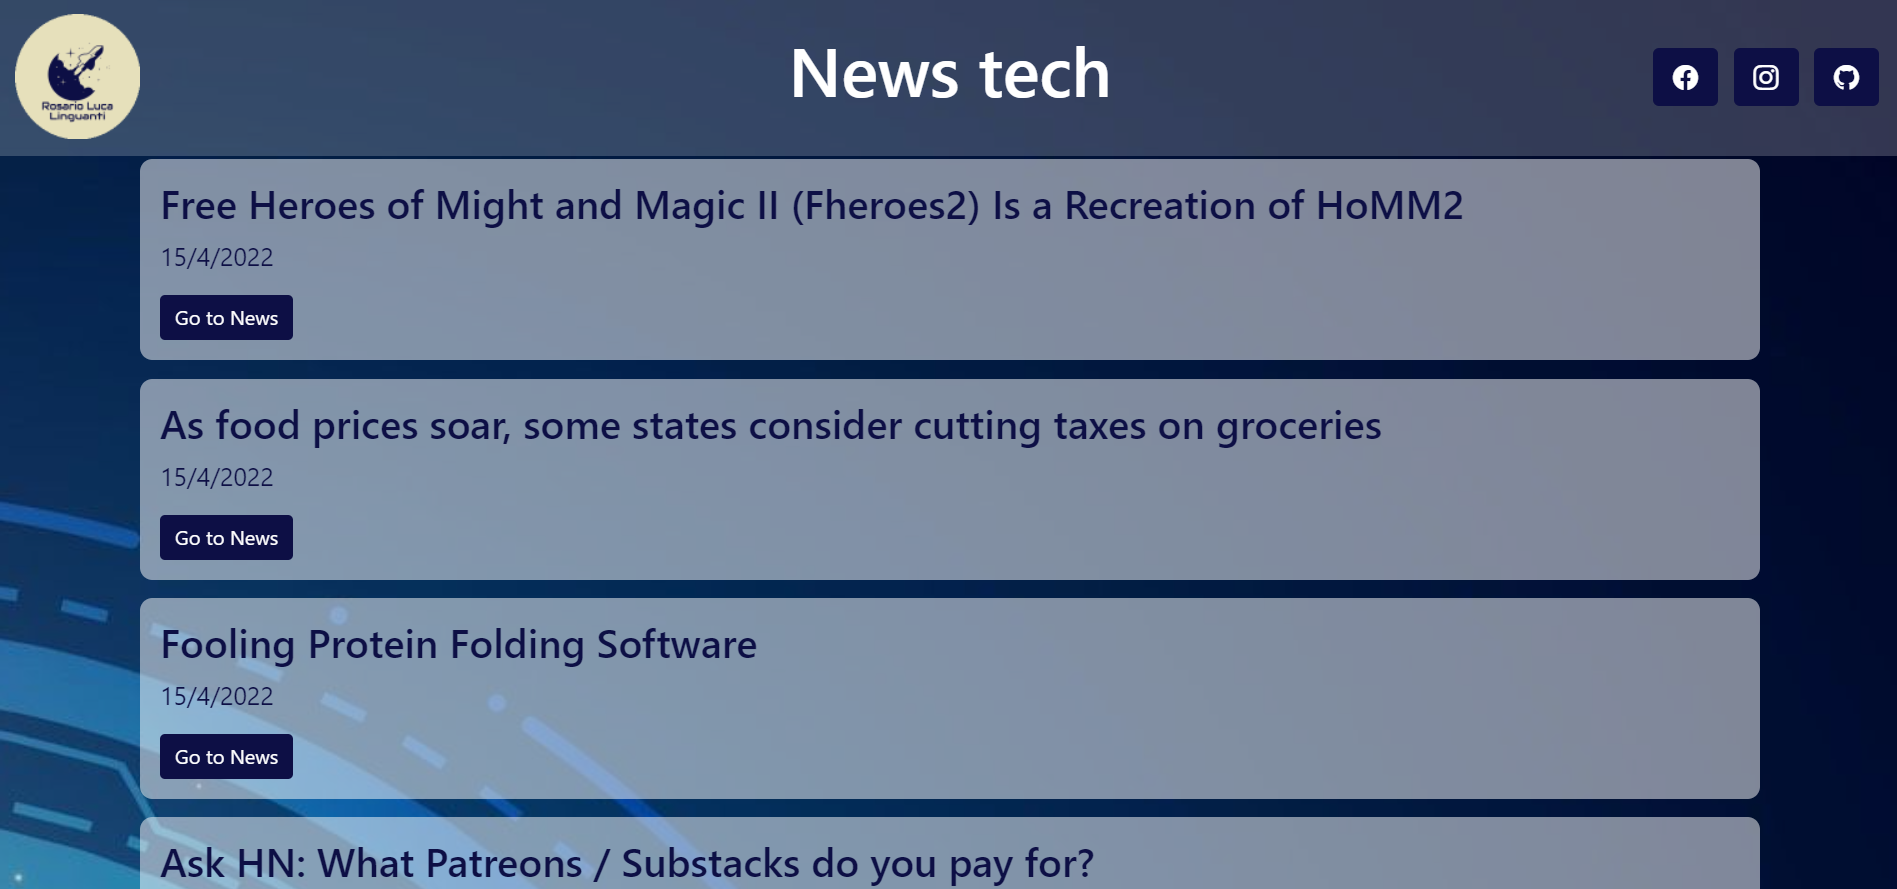 Rosario Luca
Linguanti
News tech
Free Heroes of Might and Magic II (Fheroes2) Is a Recreation of HoMM2
15/4/2022
Go to News
As food prices soar, some states consider cutting taxes on groceries
15/4/2022
Go to News
Fooling Protein Folding Software
15/4/2022
Go to News
Ask HN: What Patreons / Substacks do you pay for?